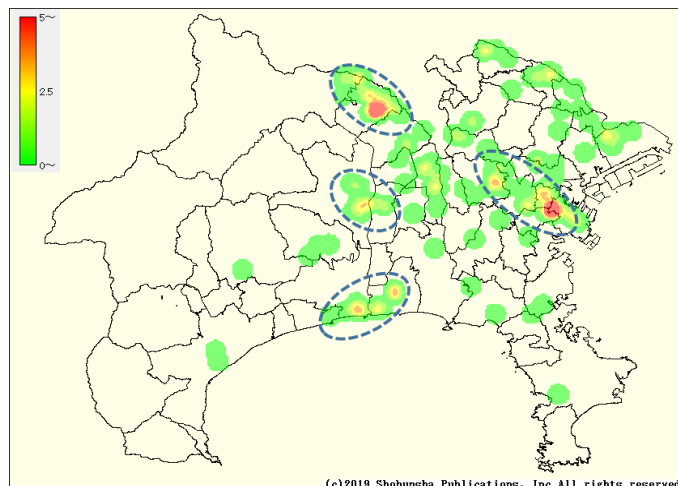 5～
2.5
0～
(c)2019 Shobunsha Publications, Inc All rights reserved